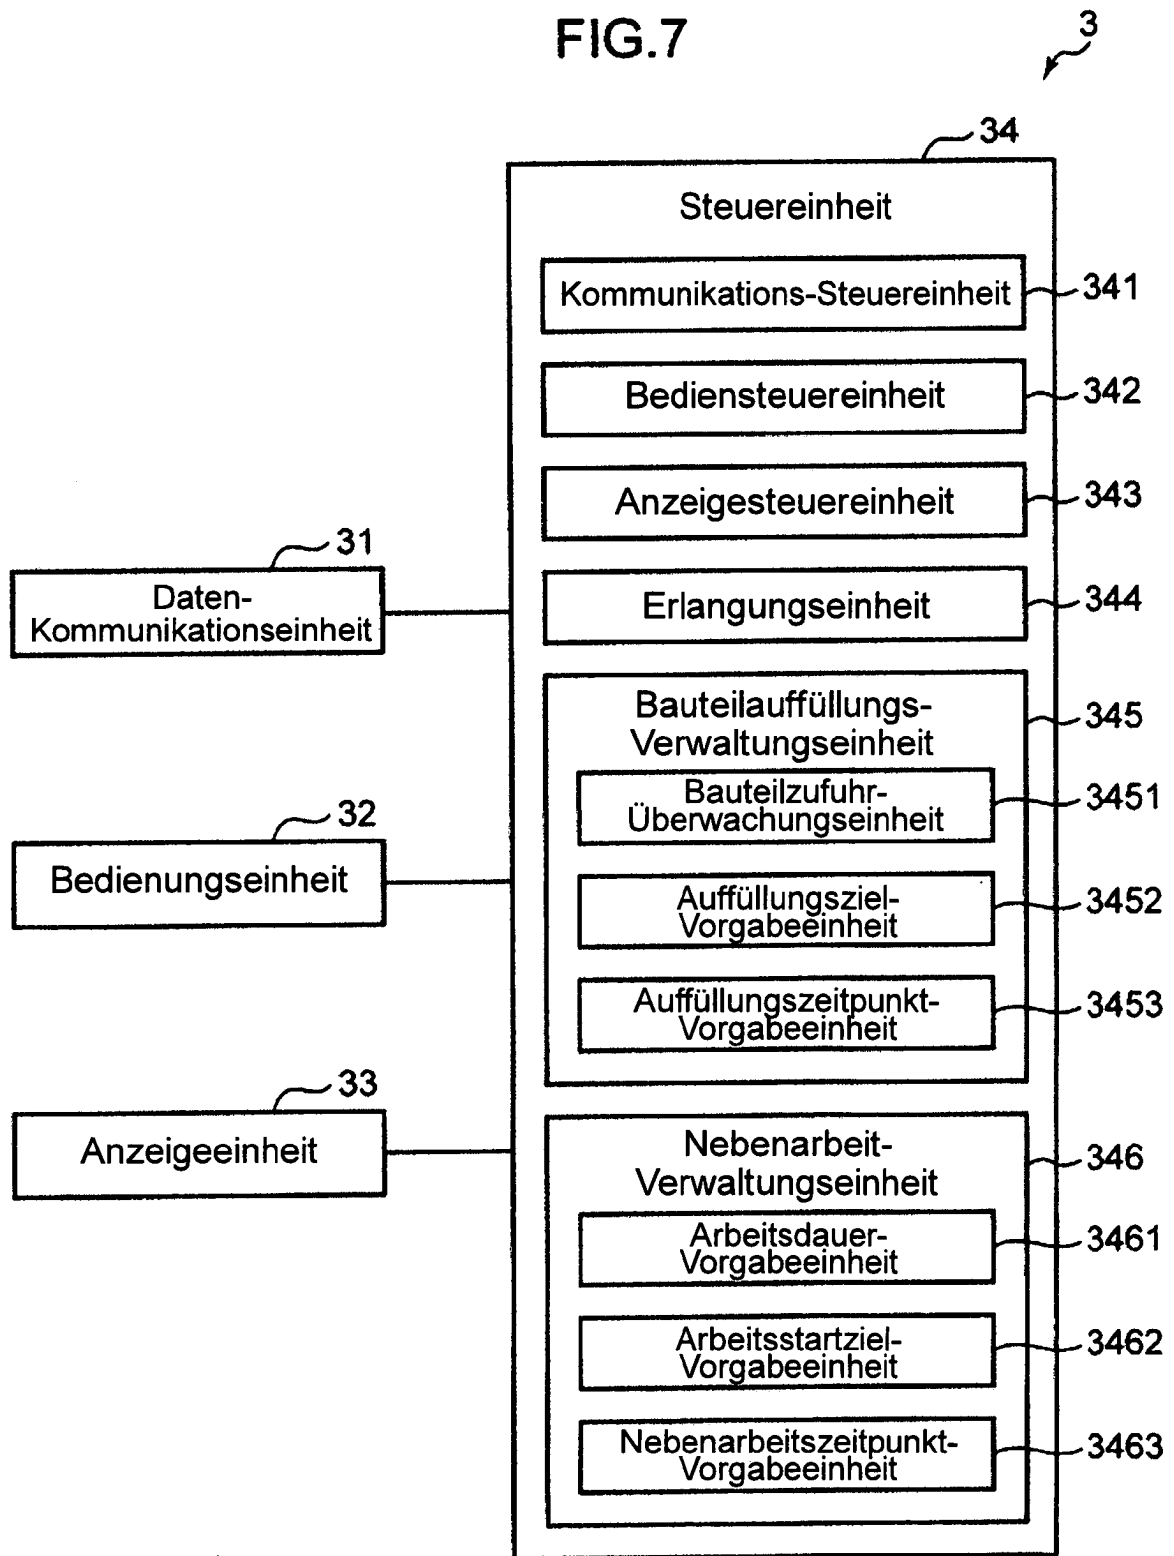 FIG.7
3
34
Steuereinheit
Kommunikations-Steuereinheit
341
Bediensteuereinheit
342
Anzeigesteuereinheit
343
Erlangungseinheit
344
31
Daten-
Kommunikationseinheit
Bauteilauffüllungs-
Verwaltungseinheit
345
Bauteilzufuhr-
Überwachungseinheit
3451
32
Bedienungseinheit
Auffüllungsziel-
Vorgabeeinheit
3452
Auffüllungszeitpunkt-
Vorgabeeinheit
3453
33
Anzeigeeinheit
Nebenarbeit-
Verwaltungseinheit
346
Arbeitsdauer-
Vorgabeeinheit
3461
Arbeitsstartziel-
Vorgabeeinheit
3462
Nebenarbeitszeitpunkt-
Vorgabeeinheit
3463